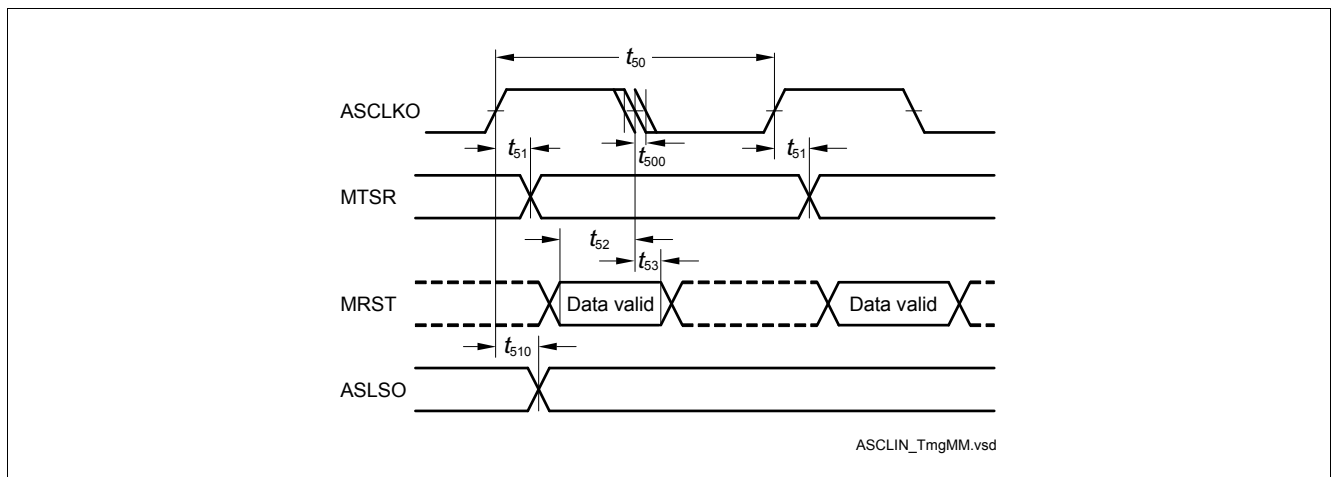 t50
ASCLKO
t51
t500
t51
MTSR
t52
t53
MRST
Data valid
Data valid
t510
ASLSO
ASCLIN_TmgMM.vsd